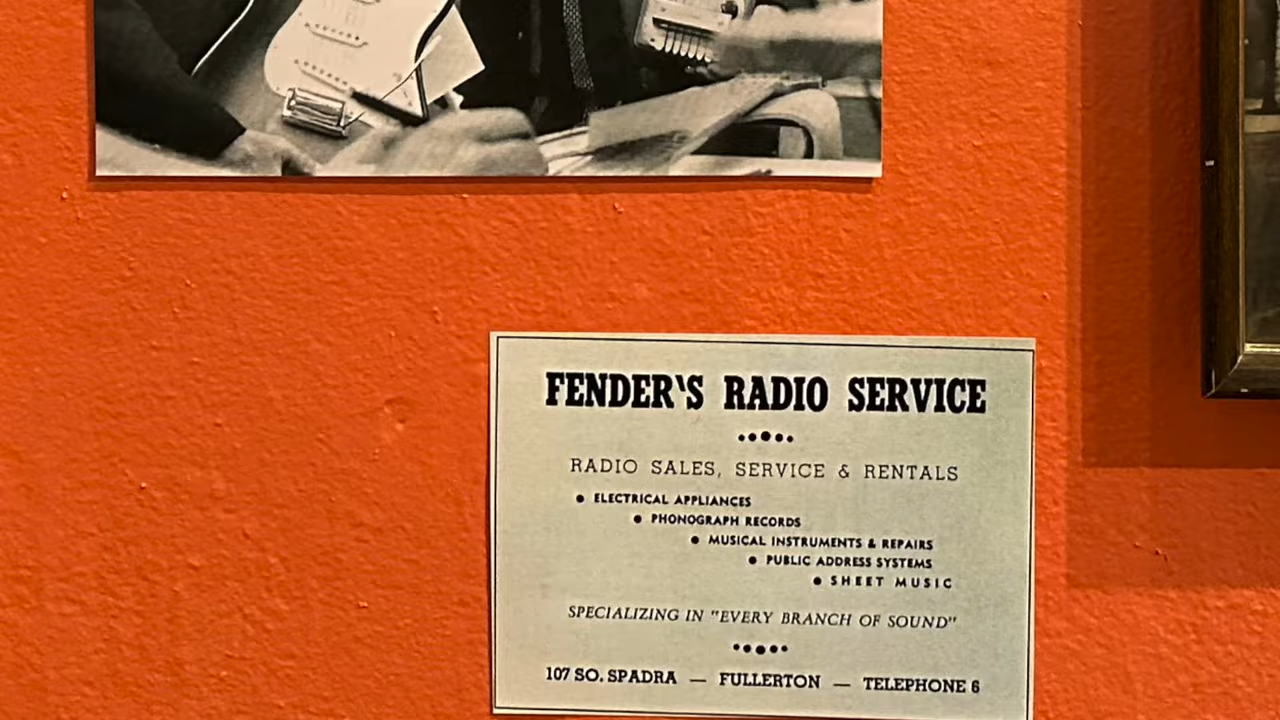 FENDER'S RADIO SERVICE
RADIO SALES, SERVICE & RENTALS
• ELECTRICAL APPLIANCES
• PHONOGRAPH RECORDS
• MUSICAL INSTRUMENTS & REPAIRS
• PUBLIC ADDRESS SYSTEMS
• SHEET MUSIC
SPECIALIZING IN "EVERY BRANCH OF SOUND"
107 SO. SPADRA — FULLERTON — TELEPHONE 6